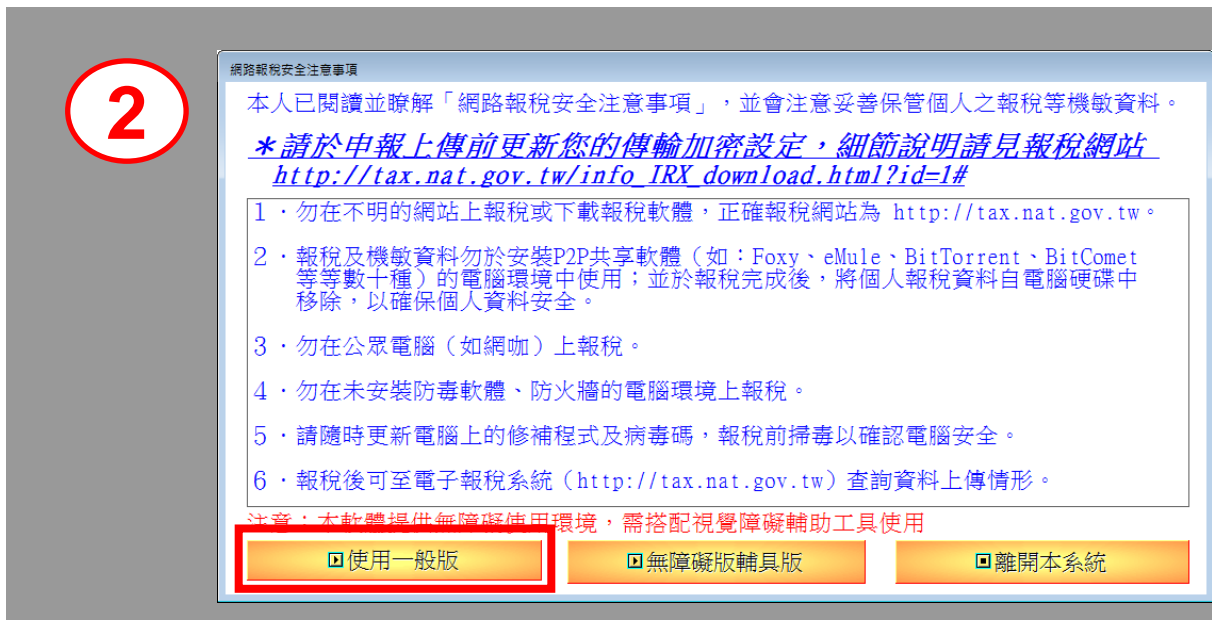 2
網路報稅安全注意事項
本人已閱讀並瞭解「網路報稅安全注意事項」，並會注意妥善保管個人之報稅等機敏資料。
＊請於申報上傳前更新您的傳輸加密設定，細節說明請見報稅網站
http://tax.nat.gov.tw/info_IRX_download.html?id=1#
1．勿在不明的網站上報稅或下載報稅軟體，正確報稅網站為 http://tax.nat.gov.tw。
2．報稅及機敏資料勿於安裝P2P共享軟體（如：Foxy、eMule、BitTorrent、BitComet
等等數十種）的電腦環境中使用；並於報稅完成後，將個人報稅資料自電腦硬碟中
移除，以確保個人資料安全。
3．勿在公眾電腦（如網咖）上報稅。
4．勿在未安裝防毒軟體、防火牆的電腦環境上報稅。
5．請隨時更新電腦上的修補程式及病毒碼，報稅前掃毒以確認電腦安全。
6．報稅後可至電子報稅系統（http://tax.nat.gov.tw）查詢資料上傳情形。
注意：本軟體提供無障礙使用環境，需搭配視覺障礙輔助工具使用
使用一般版
無障礙版輔具版
離開本系統